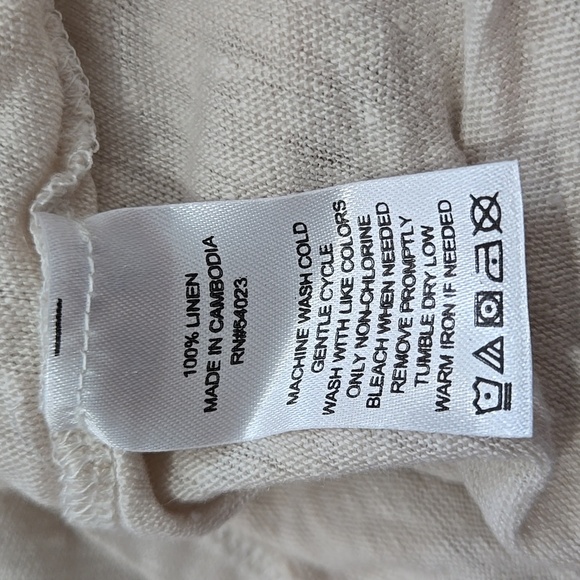 100% LINEN
MADE IN CAMBODIA
RN#64023
MACHINE WASH COLD
GENTLE CYCLE
WASH WITH LIKE COLORS
ONLY NON-CHLORINE
BLEACH WHEN NEEDED
REMOVE PROMPTLY
TUMBLE DRY LOW
WARM IRON IF NEEDED